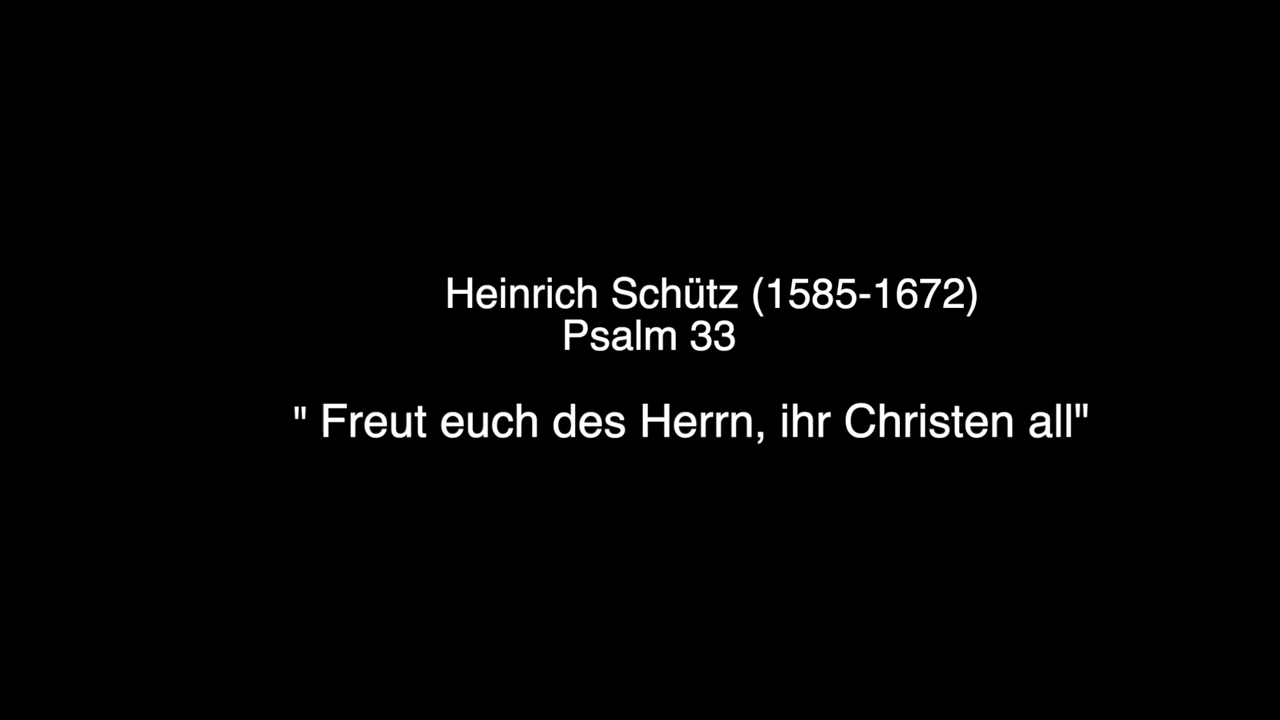 Heinrich Schütz (1585-1672)
Psalm 33
" Freut euch des Herrn, ihr Christen all"